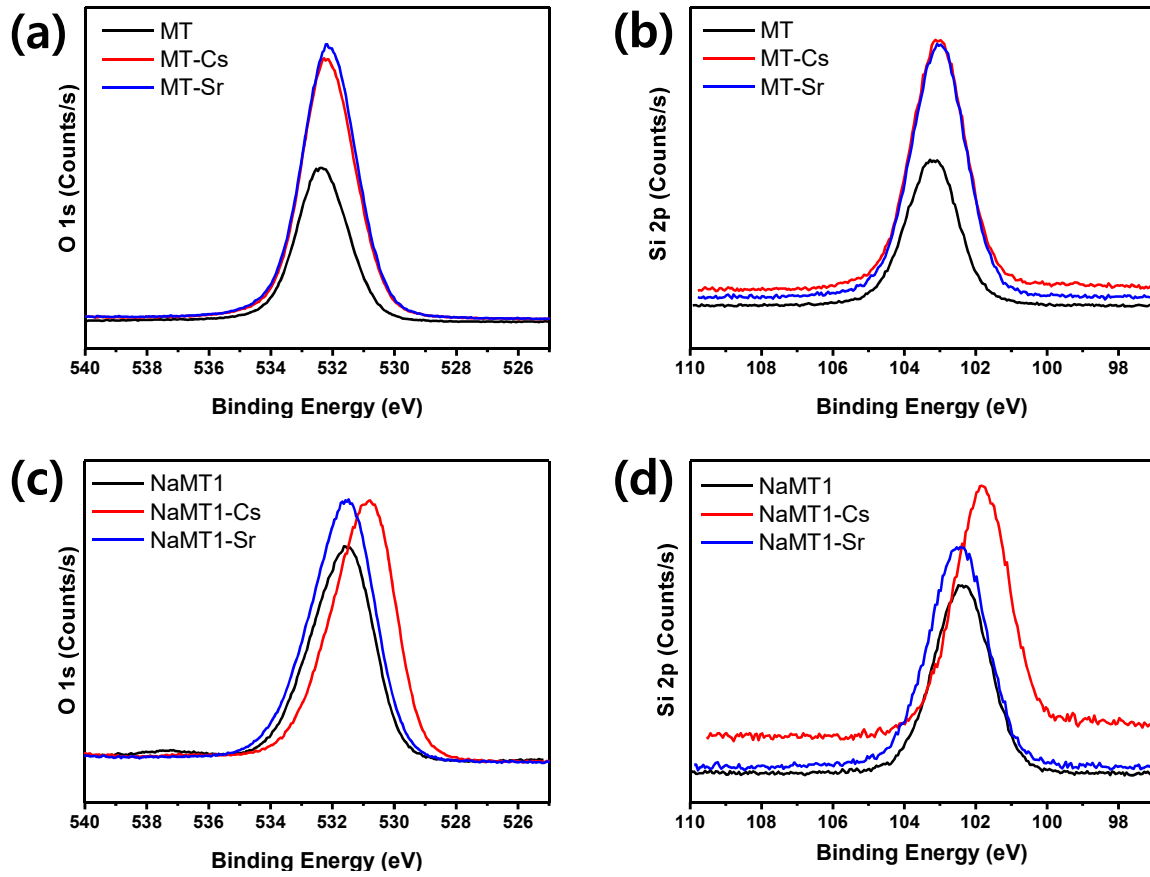 (a)
MT
MT-Cs
MT-Sr
O 1s (Counts/s)
540 538 536 534 532 530 528 526
Binding Energy (eV)
(b)
MT
MT-Cs
MT-Sr
Si 2p (Counts/s)
110 108 106 104 102 100 98
Binding Energy (eV)
(c)
NaMT1
NaMT1-Cs
NaMT1-Sr
O 1s (Counts/s)
540 538 536 534 532 530 528 526
Binding Energy (eV)
(d)
NaMT1
NaMT1-Cs
NaMT1-Sr
Si 2p (Counts/s)
110 108 106 104 102 100 98
Binding Energy (eV)